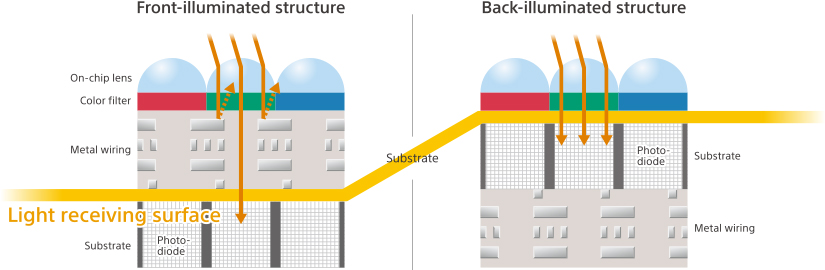 Front-illuminated structure
On-chip lens
Color filter
Metal wiring
Light receiving surface
Substrate
Photo-
diode
Substrate
Back-illuminated structure
Photo-
diode
Substrate
Metal wiring